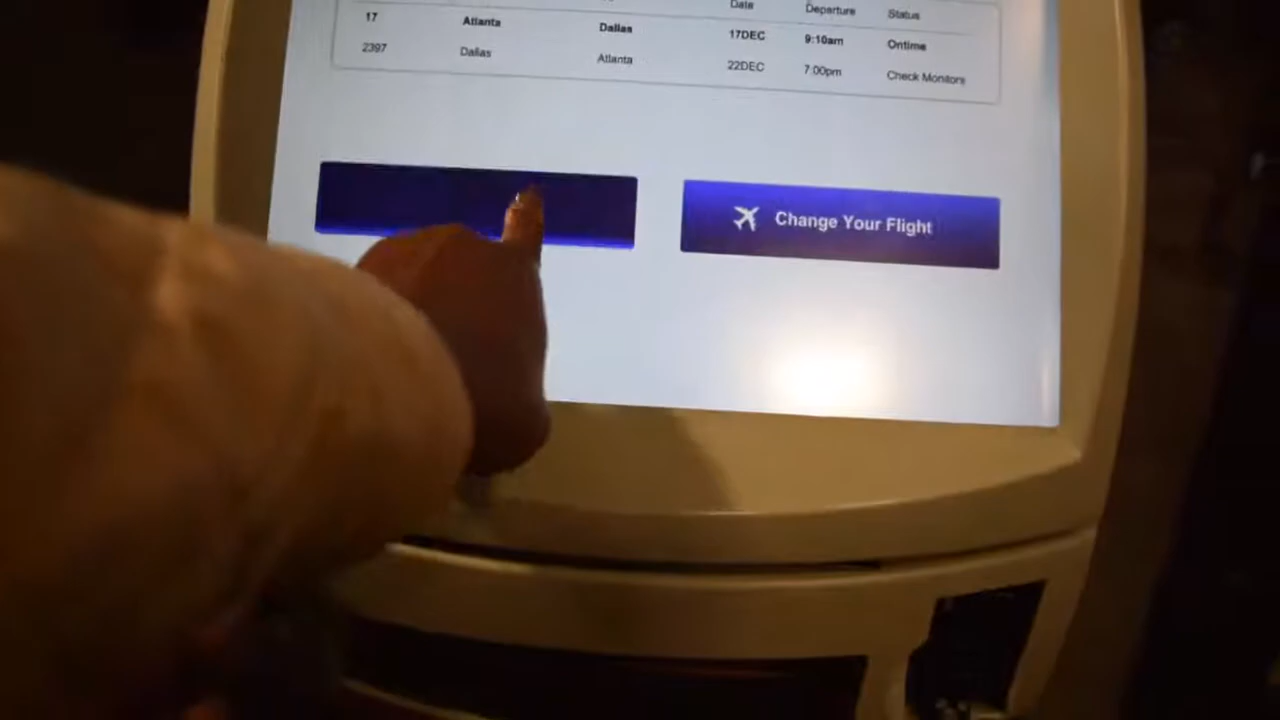 Date Departure Status
17 Atlanta Dallas 17DEC 9:10am Ontime
2397 Dallas Atlanta 22DEC 7:00pm Check Monitors
Change Your Flight